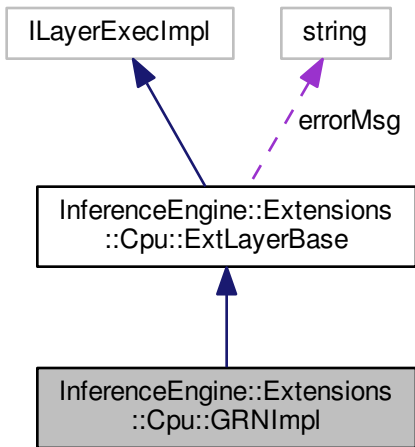 ILayerExecImpl
string
errorMsg
InferenceEngine::Extensions
::Cpu::ExtLayerBase
InferenceEngine::Extensions
::Cpu::GRNImpl